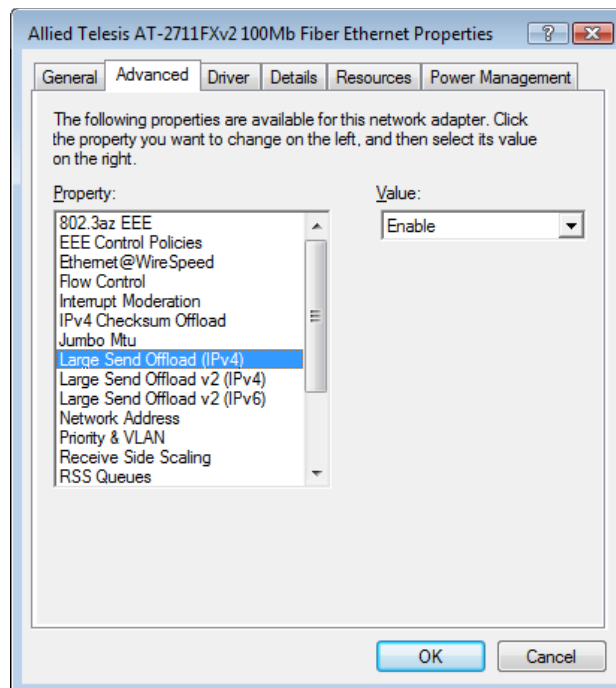 Allied Telesis AT-2711FXv2 100Mb Fiber Ethernet Properties
General Advanced Driver Details Resources Power Management
The following properties are available for this network adapter. Click
the property you want to change on the left, and then select its value
on the right.
Property:
Value:
802.3az EEE
EEE Control Policies
Ethernet@WireSpeed
Flow Control
Interrupt Moderation
IPv4 Checksum Offload
Jumbo Mtu
Large Send Offload (IPv4)
Large Send Offload v2 (IPv4)
Large Send Offload v2 (IPv6)
Network Address
Priority & VLAN
Receive Side Scaling
RSS Queues
Enable
OK Cancel